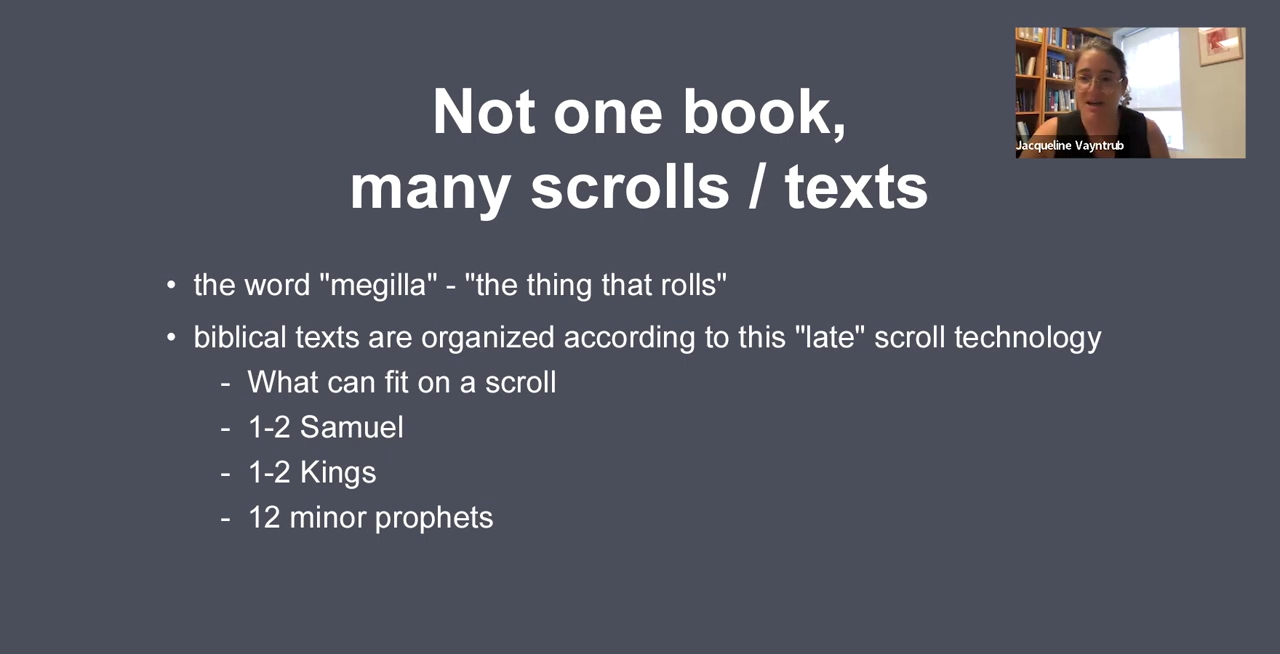 Not one book,
many scrolls / texts
Jacqueline Vayntrub
• the word "megilla" - "the thing that rolls"
• biblical texts are organized according to this "late" scroll technology
- What can fit on a scroll
- 1-2 Samuel
- 1-2 Kings
- 12 minor prophets